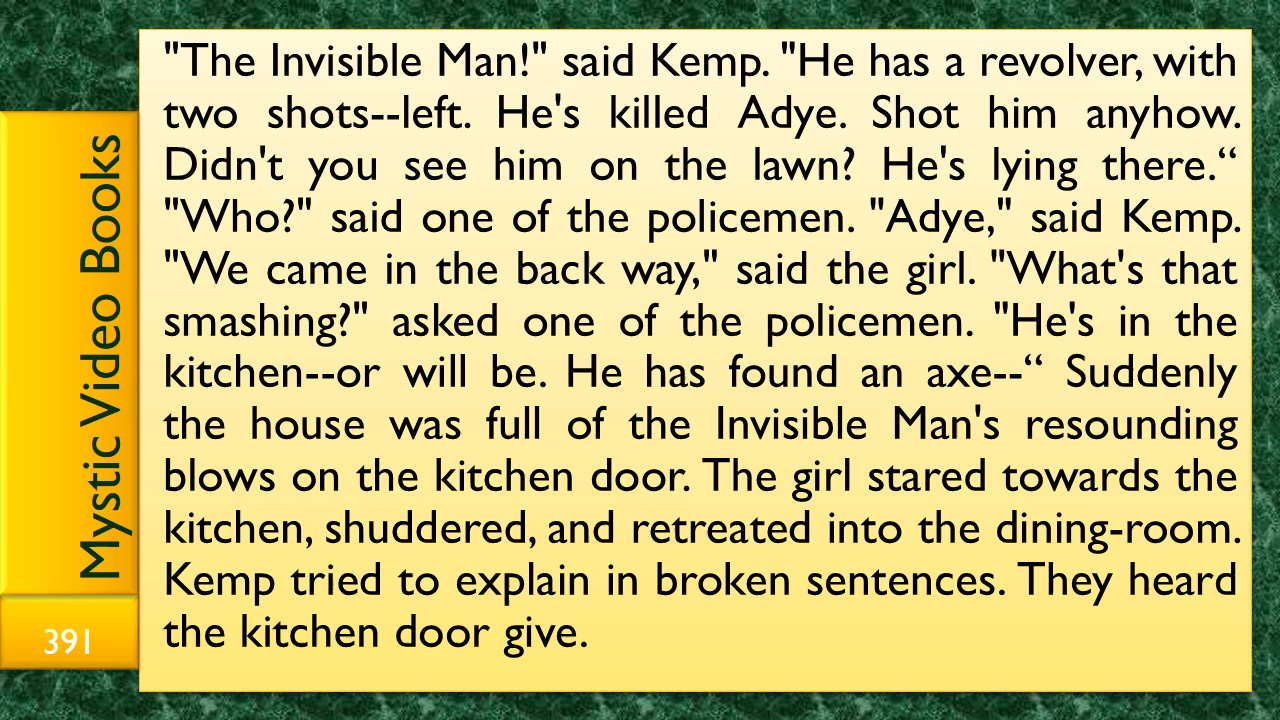 "The Invisible Man!" said Kemp. "He has a revolver, with
two shots--left. He's killed Adye. Shot him anyhow.
Didn't you see him on the lawn? He's lying there.“
"Who?" said one of the policemen. "Adye," said Kemp.
"We came in the back way," said the girl. "What's that
smashing?" asked one of the policemen. "He's in the
kitchen--or will be. He has found an axe--“ Suddenly
the house was full of the Invisible Man's resounding
blows on the kitchen door. The girl stared towards the
kitchen, shuddered, and retreated into the dining-room.
Kemp tried to explain in broken sentences. They heard
the kitchen door give.
Mystic Video Books
391